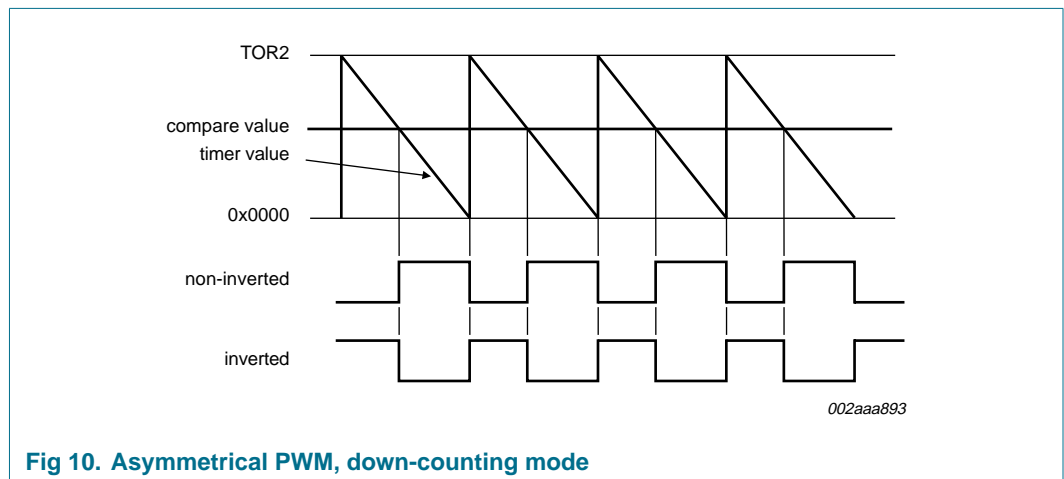 TOR2
compare value
timer value
0x0000
non-inverted
inverted
002aaa893
Fig 10. Asymmetrical PWM, down-counting mode